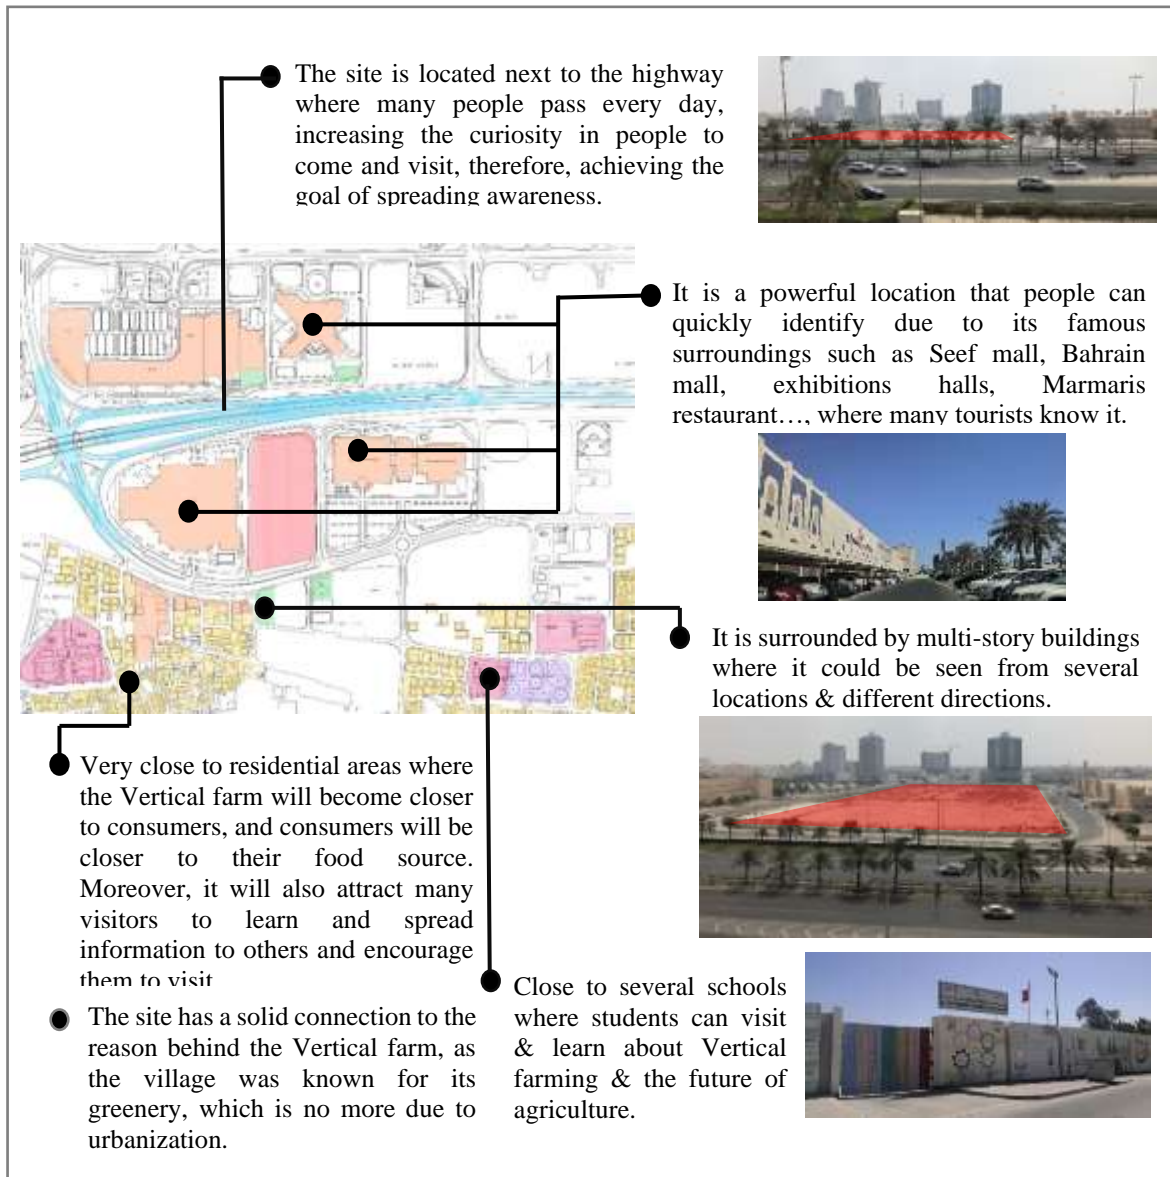 The site is located next to the highway
where many people pass every day,
increasing the curiosity in people to
come and visit, therefore, achieving the
goal of spreading awareness.
It is a powerful location that people can
quickly identify due to its famous
surroundings such as Seef mall, Bahrain
mall, exhibitions halls, Marmaris
restaurant…, where many tourists know it.
It is surrounded by multi-story buildings
where it could be seen from several
locations & different directions.
Very close to residential areas where
the Vertical farm will become closer
to consumers, and consumers will be
closer to their food source.
Moreover, it will also attract many
visitors to learn and spread
information to others and encourage
them to visit
The site has a solid connection to the
reason behind the Vertical farm, as
the village was known for its
greenery, which is no more due to
urbanization.
Close to several schools
where students can visit
& learn about Vertical
farming & the future of
agriculture.